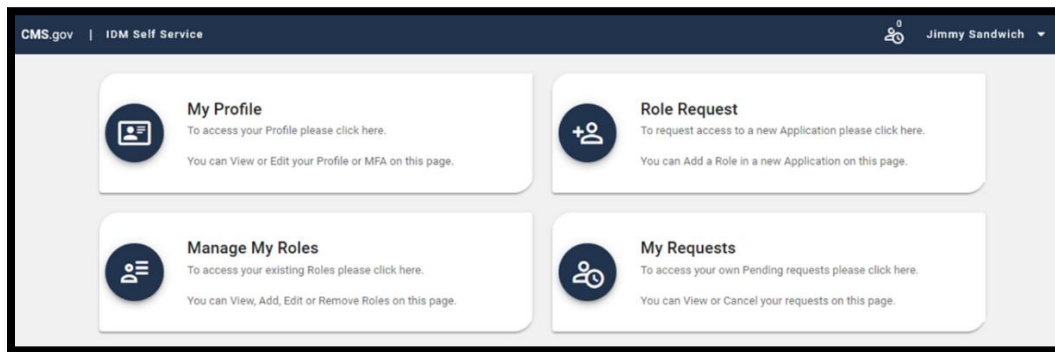 CMS.gov | IDM Self Service
0
Jimmy Sandwich
My Profile
To access your Profile please click here.
You can View or Edit your Profile or MFA on this page.
Role Request
To request access to a new Application please click here.
You can Add a Role in a new Application on this page.
Manage My Roles
To access your existing Roles please click here.
You can View, Add, Edit or Remove Roles on this page.
My Requests
To access your own Pending requests please click here.
You can View or Cancel your requests on this page.